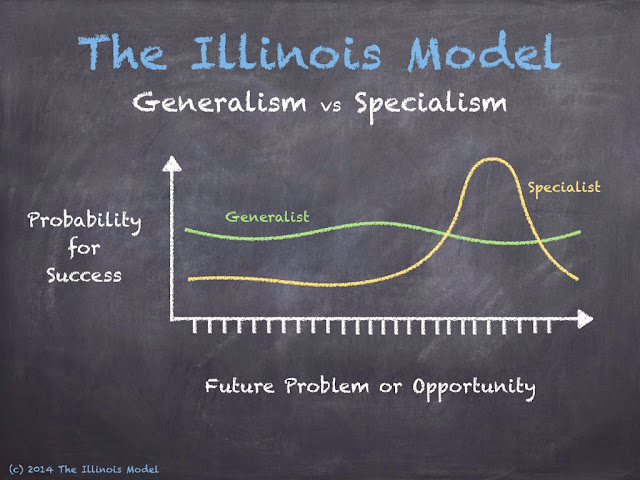 The Illinois Model
Generalism vs Specialism
Specialist
Generalist
Probability
for
Success
Future Problem or Opportunity
(c) 2014 The Illinois Model